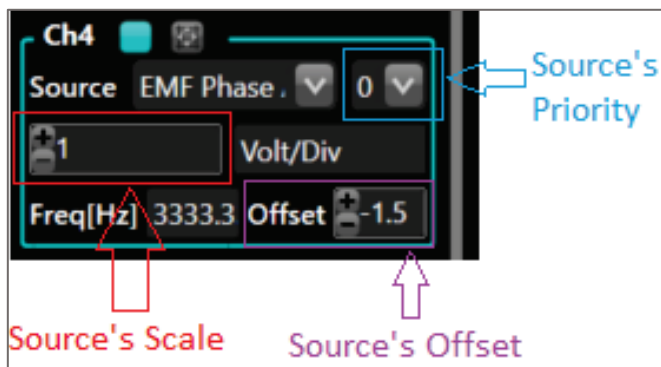 Ch4
Source EMF Phase . 0
1 Volt/Div
Freq[Hz] 3333.3 Offset -1.5
Source's
Priority
Source's Scale
Source's Offset